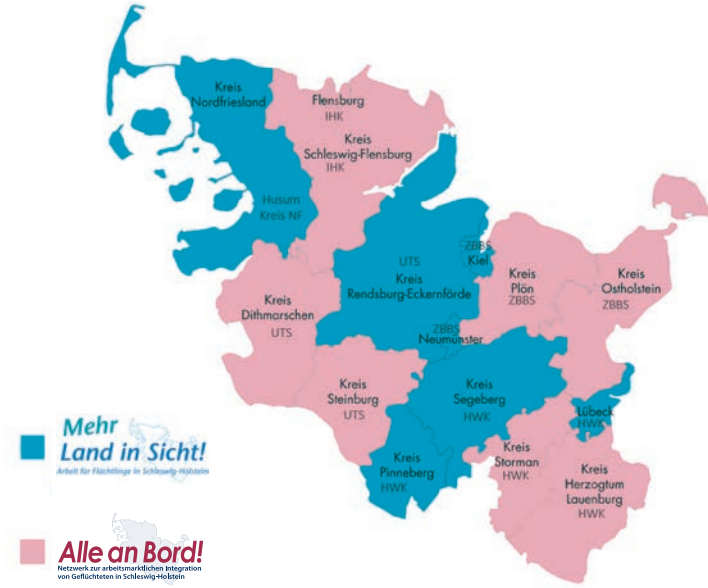 Kreis
Nordfriesland
Flensburg
IHK
Kreis
Schleswig-Flensburg
IHK
Husum
Kreis NF
UTS
Kreis
Rendsburg-Eckernförde
ZBBS
Kiel
Kreis
Plön
ZBBS
Kreis
Ostholstein
ZBBS
Kreis
Dithmarschen
UTS
ZBBS
Neumünster
Kreis
Steinburg
UTS
Kreis
Segeberg
HWK
Lübeck
HWK
Kreis
Pinneberg
HWK
Kreis
Storman
HWK
Kreis
Herzogtum
Lauenburg
HWK
Mehr
Land in Sicht!
Arbeit für Flüchtlinge in Schleswig-Holstein
Alle an Bord!
Netzwerk zur arbeitsmarktlichen Integration
von Geflüchteten in Schleswig-Holstein